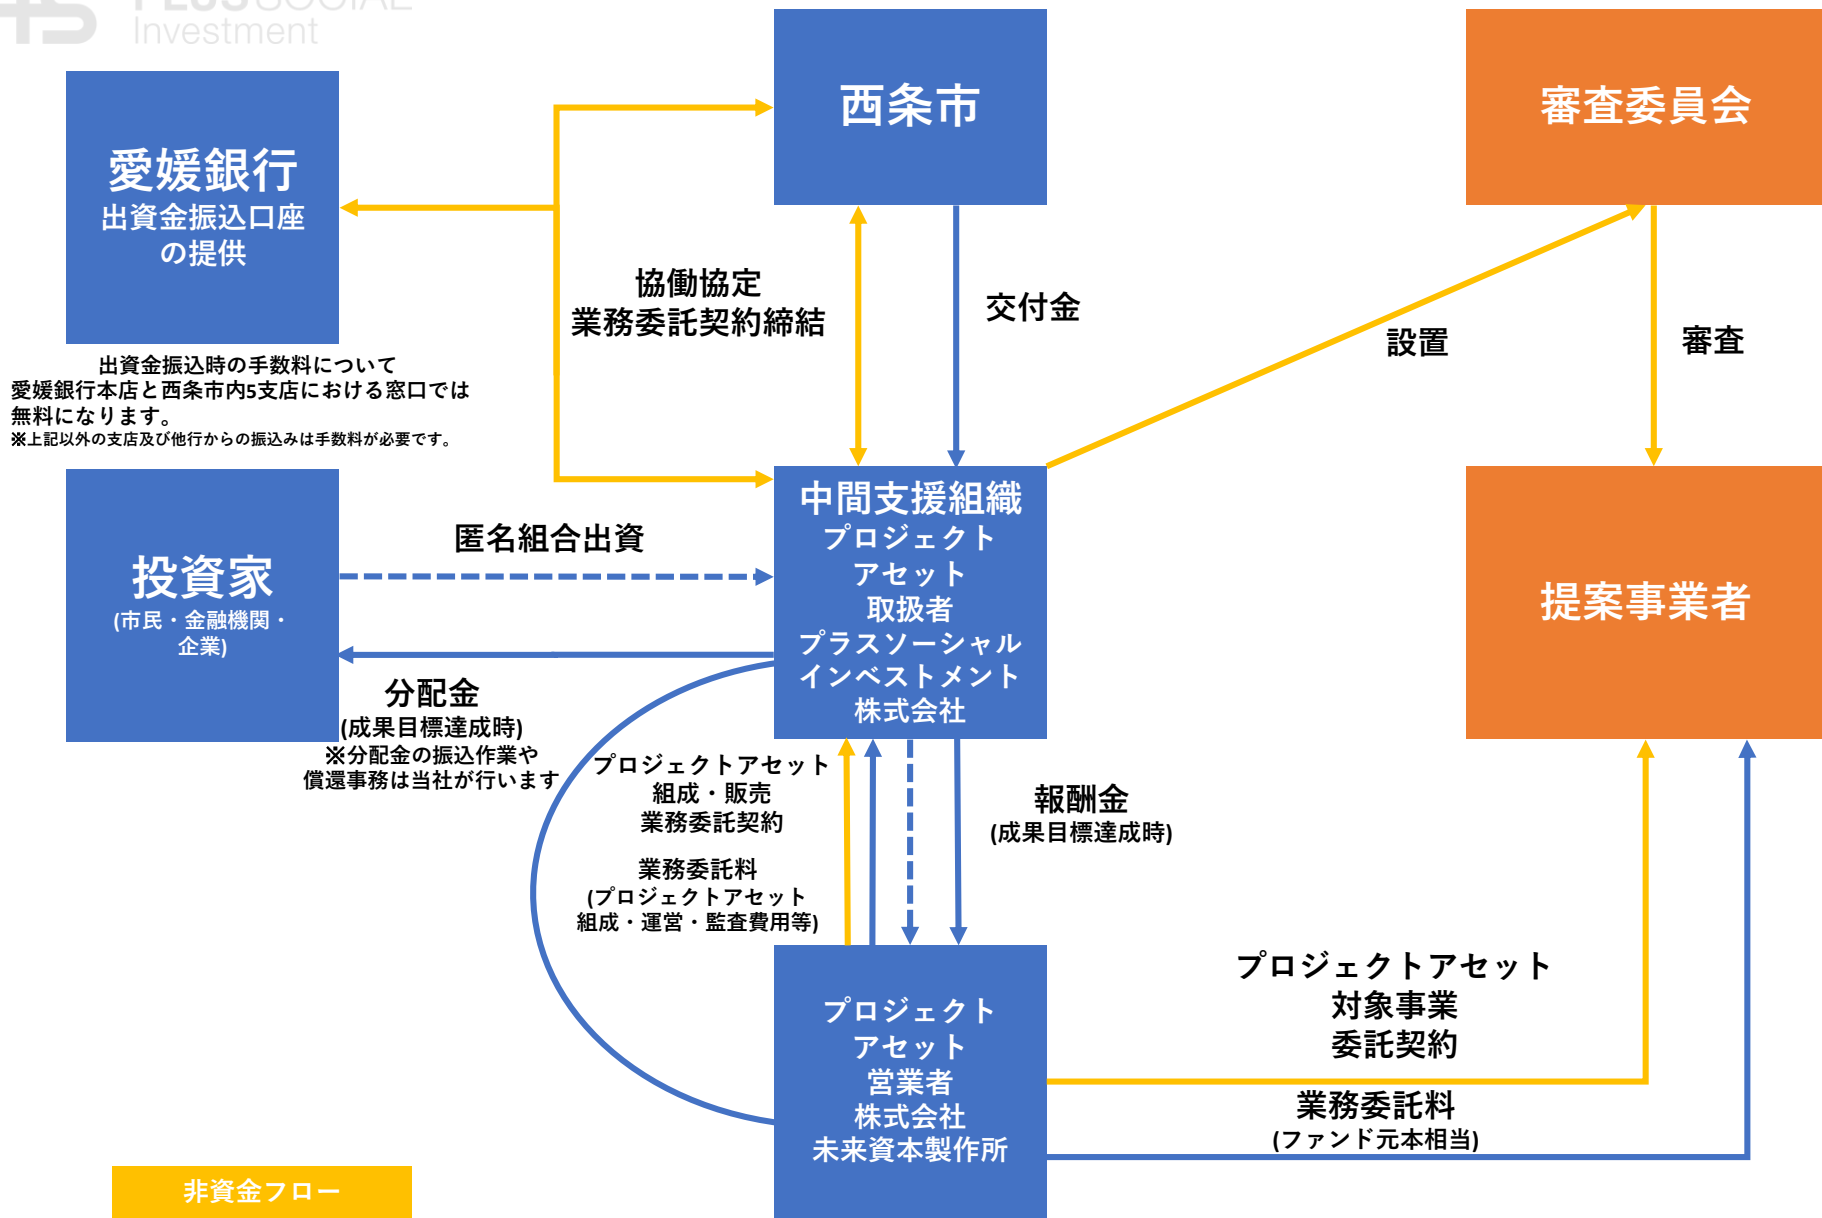 PLUS SOCIAL
Investment
西条市
審査委員会
愛媛銀行
出資金振込口座
の提供
協働協定
業務委託契約締結
交付金
設置
審査
出資金振込時の手数料について
愛媛銀行本店と西条市内5支店における窓口では
無料になります。
※上記以外の支店及び他行からの振込みは手数料が必要です。
投資家
(市民・金融機関・
企業)
匿名組合出資
中間支援組織
プロジェクト
アセット
取扱者
プラスソーシャル
インベストメント
株式会社
提案事業者
分配金
(成果目標達成時)
※分配金の振込作業や
償還事務は当社が行います
プロジェクトアセット
組成・販売
業務委託契約
業務委託料
(プロジェクトアセット
組成・運営・監査費用等)
報酬金
(成果目標達成時)
プロジェクト
アセット
営業者
株式会社
未来資本製作所
プロジェクトアセット
対象事業
委託契約
業務委託料
(ファンド元本相当)
非資金フロー